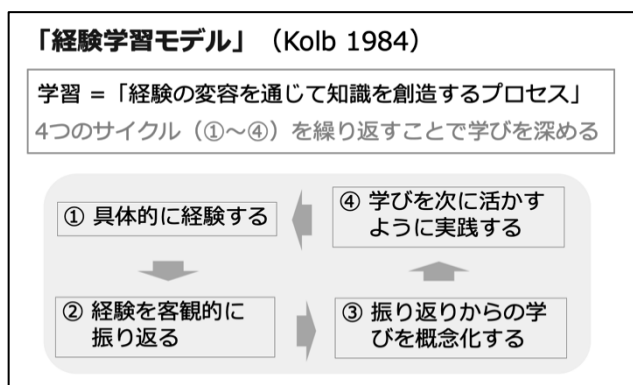 「経験学習モデル」（Kolb 1984）
学習 =「経験の変容を通じて知識を創造するプロセス」
4つのサイクル（①～④）を繰り返すことで学びを深める
① 具体的に経験する
② 経験を客観的に
振り返る
③ 振り返りからの学
びを概念化する
④ 学びを次に活かす
ように実践する